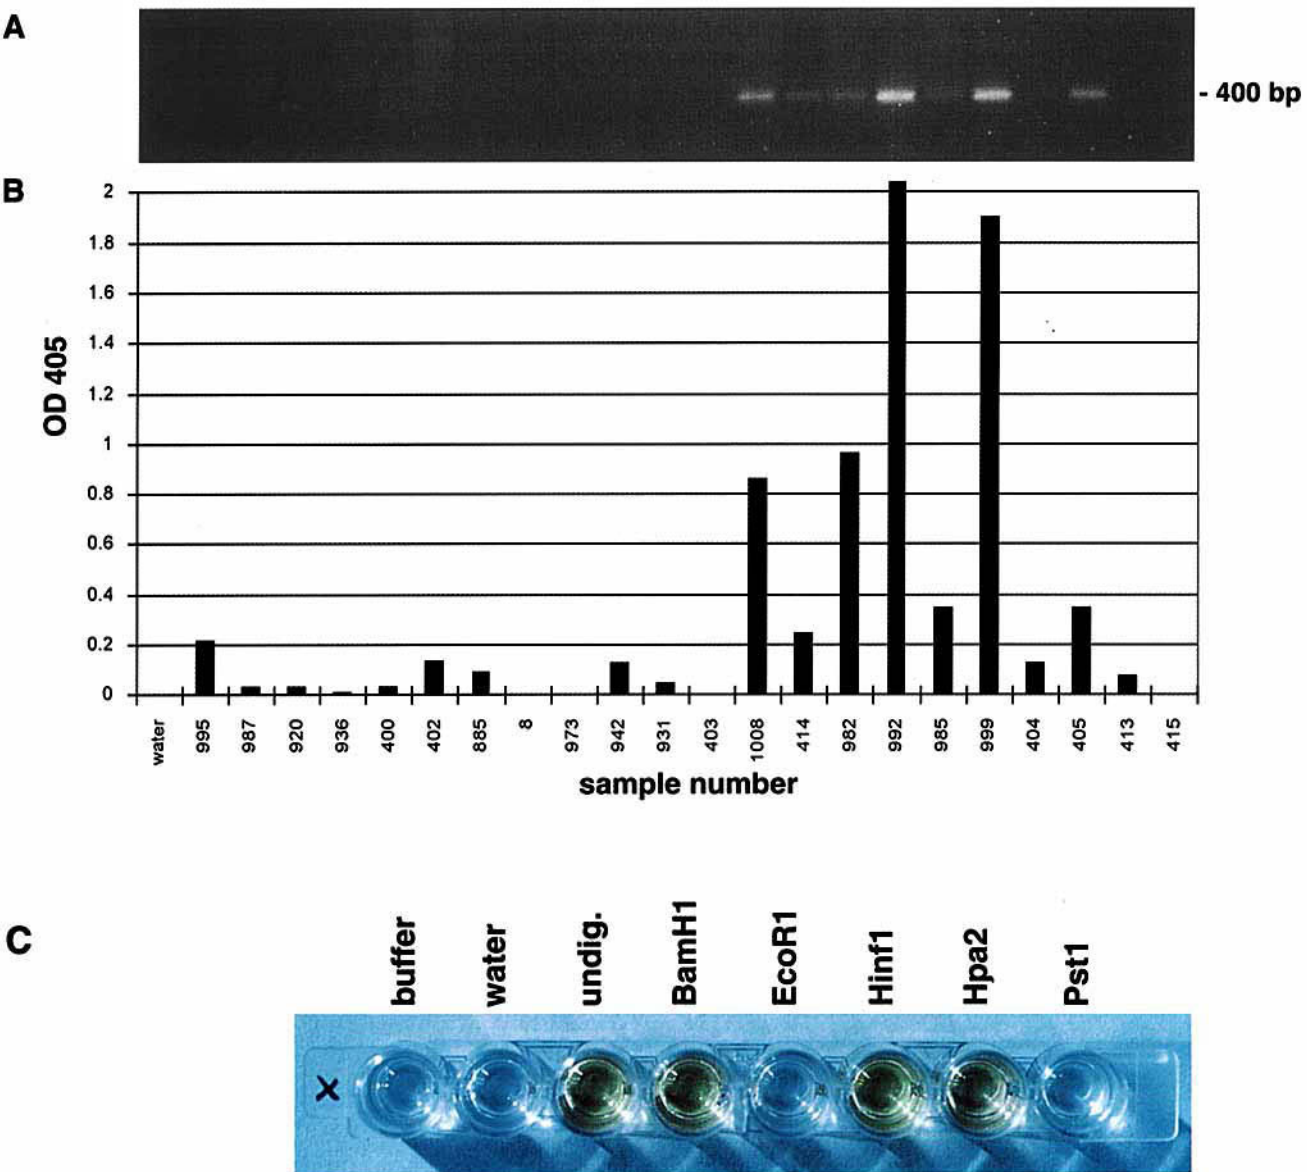 A
- 400 bp
B
2
1.8
1.6
1.4
1.2
1
0.8
0.6
0.4
0.2
0
OD 405
water 995 987 920 936 400 402 885 8 973 942 931 403 1008 414 982 992 985 999 404 405 413 415
sample number
C
buffer water undig. BamH1 EcoR1 Hinf1 Hpa2 Pst1
X